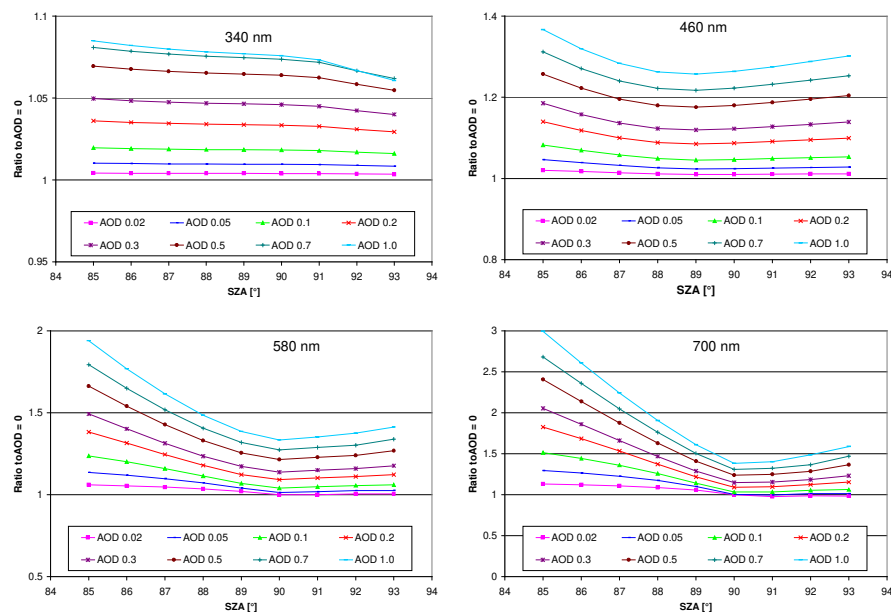 340 nm
1.1
1.05
1
0.95
Ratio toAOD = 0
AOD 0.02 AOD 0.05 AOD 0.1 AOD 0.2
AOD 0.3 AOD 0.5 AOD 0.7 AOD 1.0
84 85 86 87 88 89 90 91 92 93 94
SZA [°]
460 nm
1.4
1.2
1
0.8
Ratio toAOD = 0
AOD 0.02 AOD 0.05 AOD 0.1 AOD 0.2
AOD 0.3 AOD 0.5 AOD 0.7 AOD 1.0
84 85 86 87 88 89 90 91 92 93 94
SZA [°]
580 nm
2
1.5
1
0.5
Ratio toAOD = 0
AOD 0.02 AOD 0.05 AOD 0.1 AOD 0.2
AOD 0.3 AOD 0.5 AOD 0.7 AOD 1.0
84 85 86 87 88 89 90 91 92 93 94
SZA [°]
700 nm
3
2.5
2
1.5
1
0.5
0
Ratio toAOD = 0
AOD 0.02 AOD 0.05 AOD 0.1 AOD 0.2
AOD 0.3 AOD 0.5 AOD 0.7 AOD 1.0
84 85 86 87 88 89 90 91 92 93 94
SZA [°]